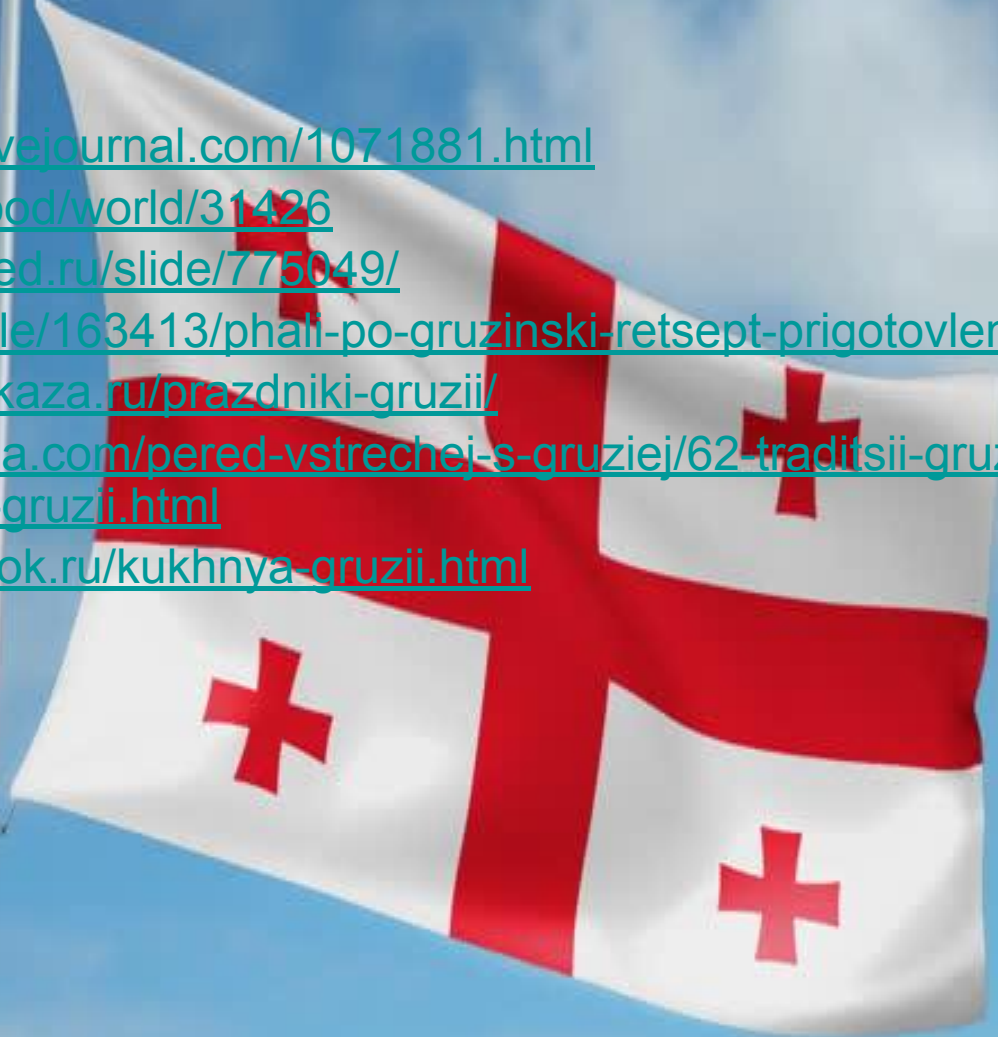 vejournal.com/1071881.html
ood/world/31426
ed.ru/slide/775049/
le/163413/phali-po-gruzinski-retsept-prigotovler
kaza.ru/prazdniki-gruzii/
a.com/pered-vstrechej-s-gruziej/62-traditsii-gruz
-gruzii.html
ok.ru/kukhnya-gruzii.html